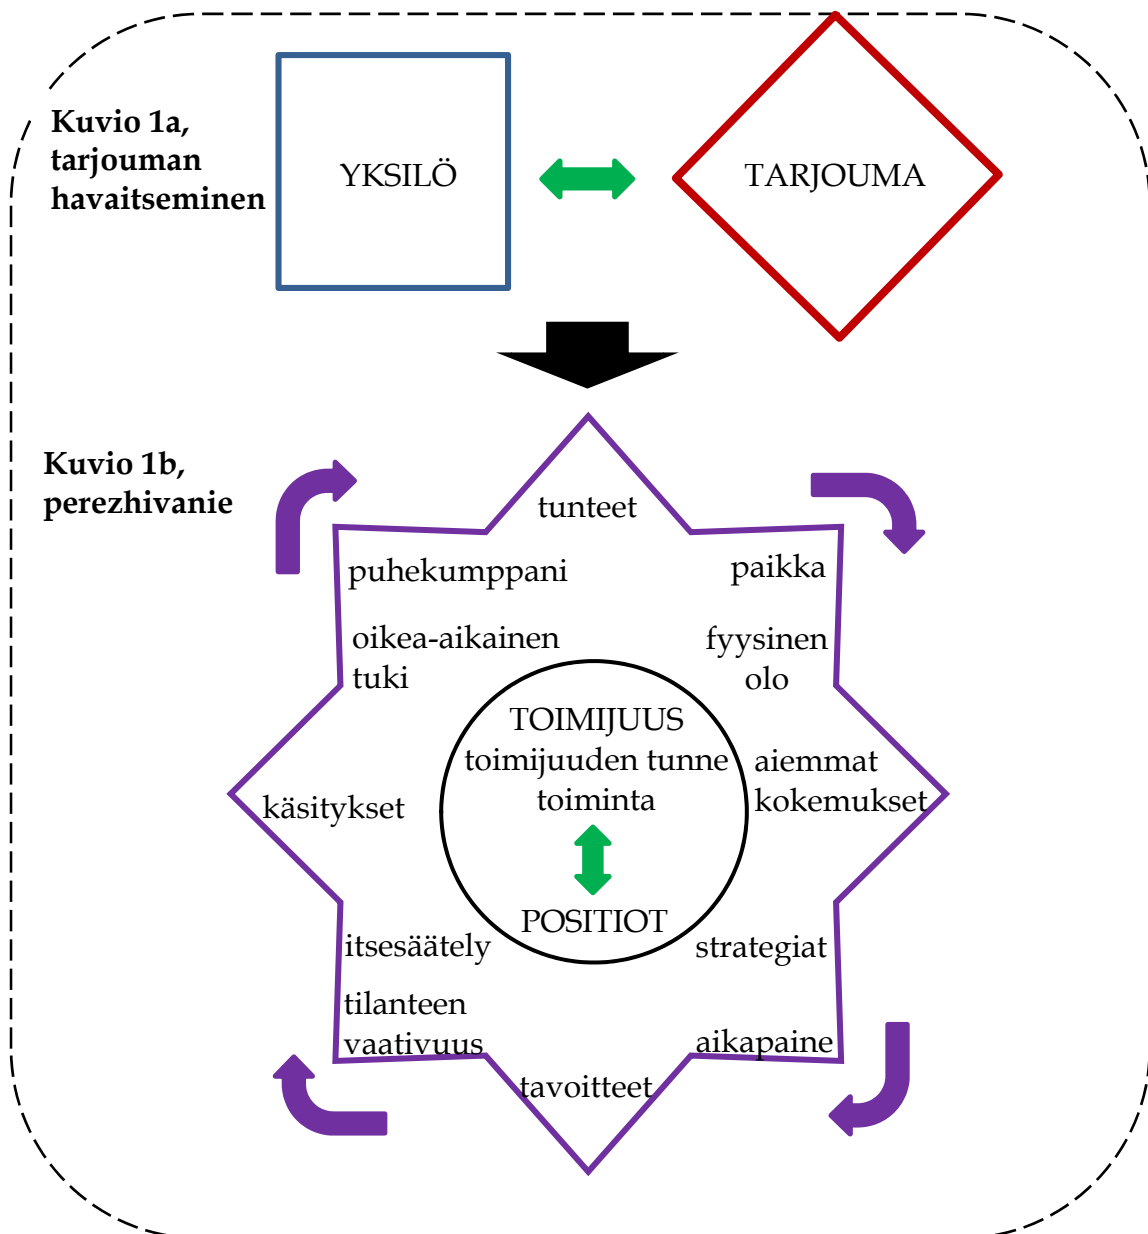 Kuvio 1a,
tarjouman
havaitseminen
YKSILÖ
TARJOUMA
Kuvio 1b,
perezhivanie
tunteet
puhekumppani
paikka
oikea-aikainen
tuki
fyysinen
olo
TOIMIJUUS
toimijuuden tunne
toiminta
POSITIOT
käsitykset
aiemmat
kokemukset
itsesäätely
strategiat
tilanteen
vaativuus
aikapaine
tavoitteet